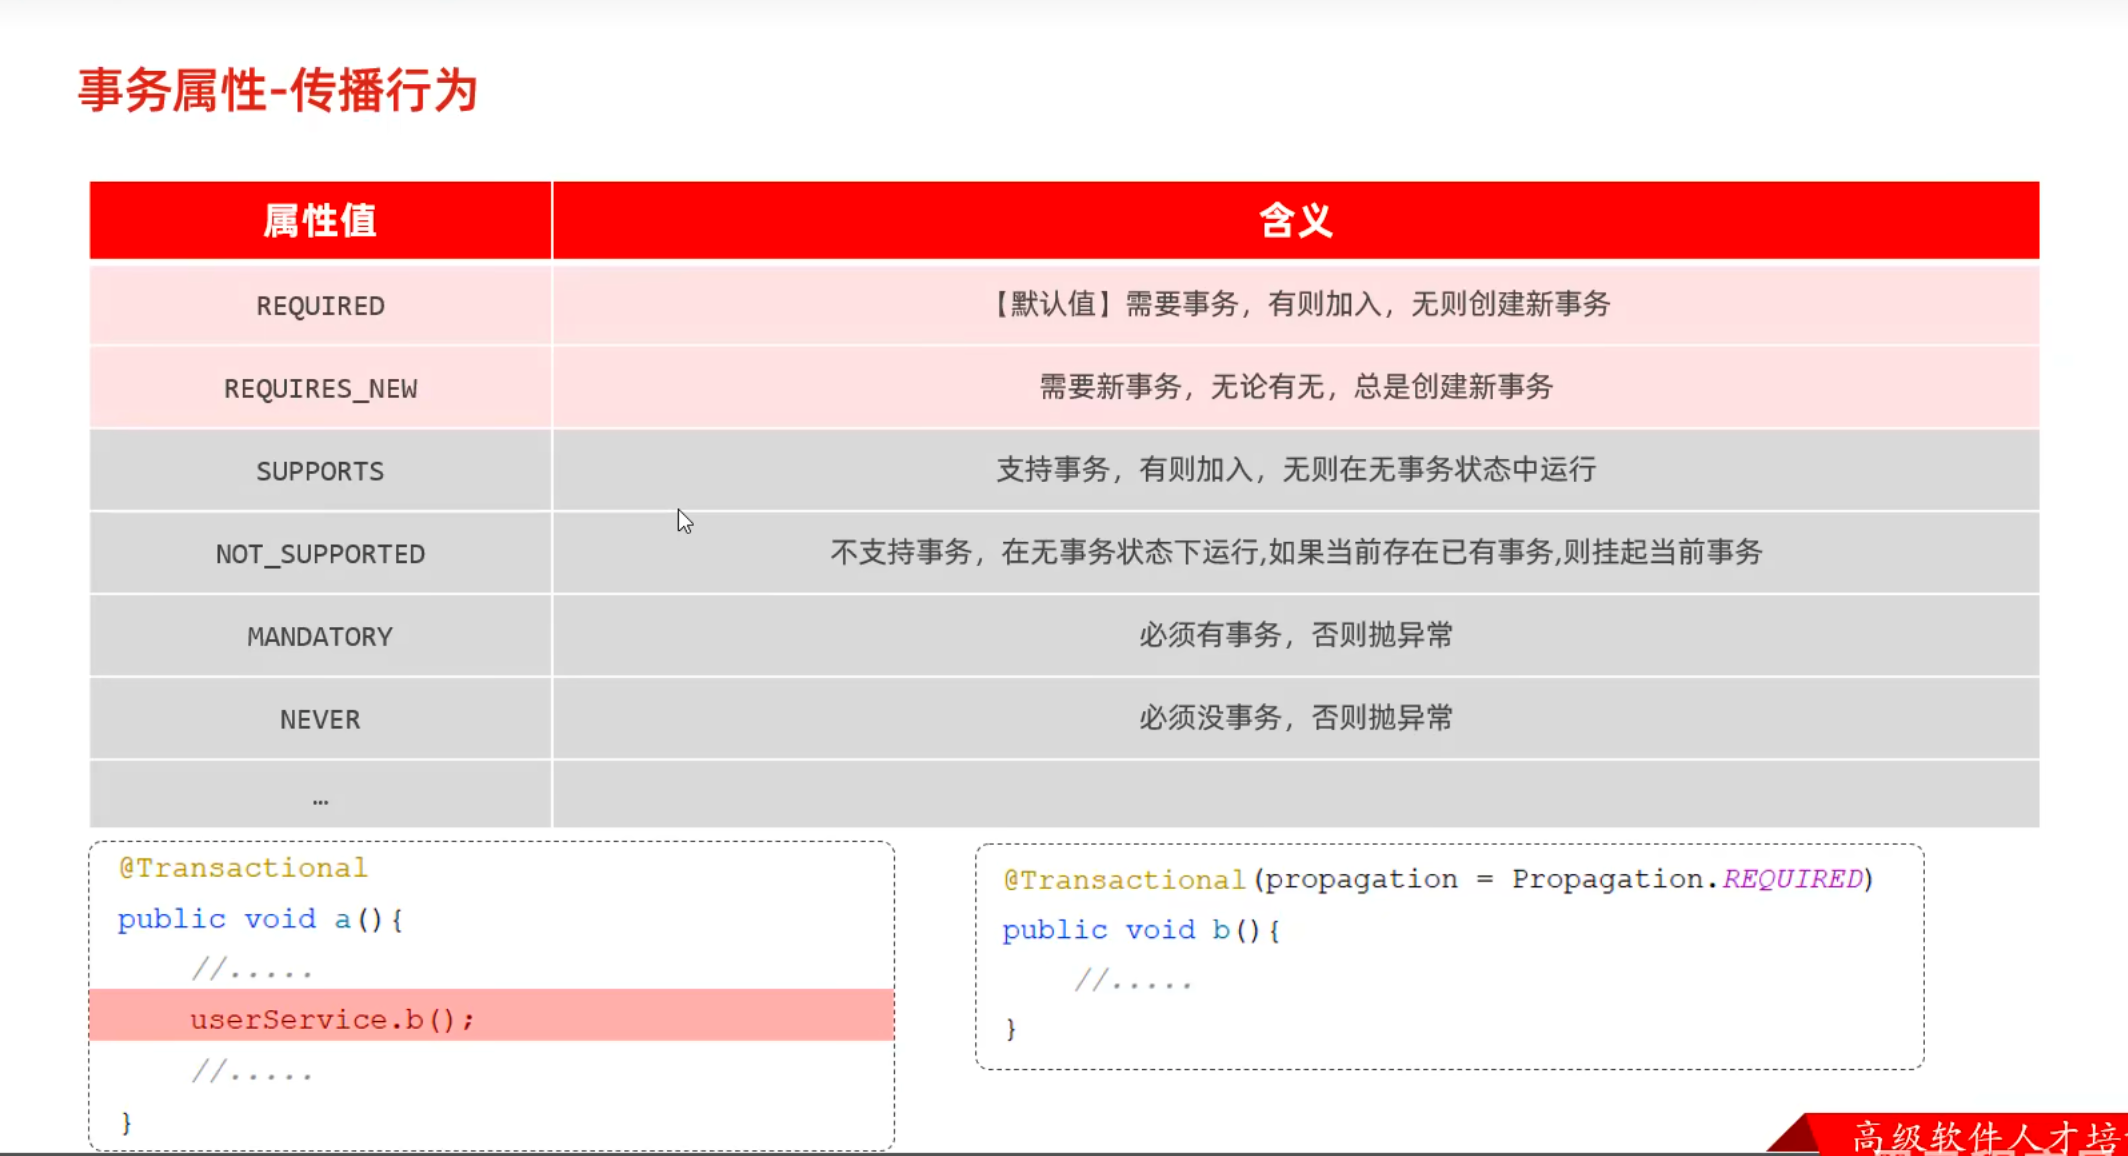 事务属性-传播行为
属性值 含义
REQUIRED 【默认值】需要事务，有则加入，无则创建新事务
REQUIRES_NEW 需要新事务，无论有无，总是创建新事务
SUPPORTS 支持事务，有则加入，无则在无事务状态中运行
NOT_SUPPORTED 不支持事务，在无事务状态下运行,如果当前存在已有事务,则挂起当前事务
MANDATORY 必须有事务，否则抛异常
NEVER 必须没事务，否则抛异常
…
@Transactional
public void a(){
//.....
userService.b();
//.....
}
@Transactional(propagation = Propagation.REQUIRED)
public void b(){
//.....
}
高级软件人才培